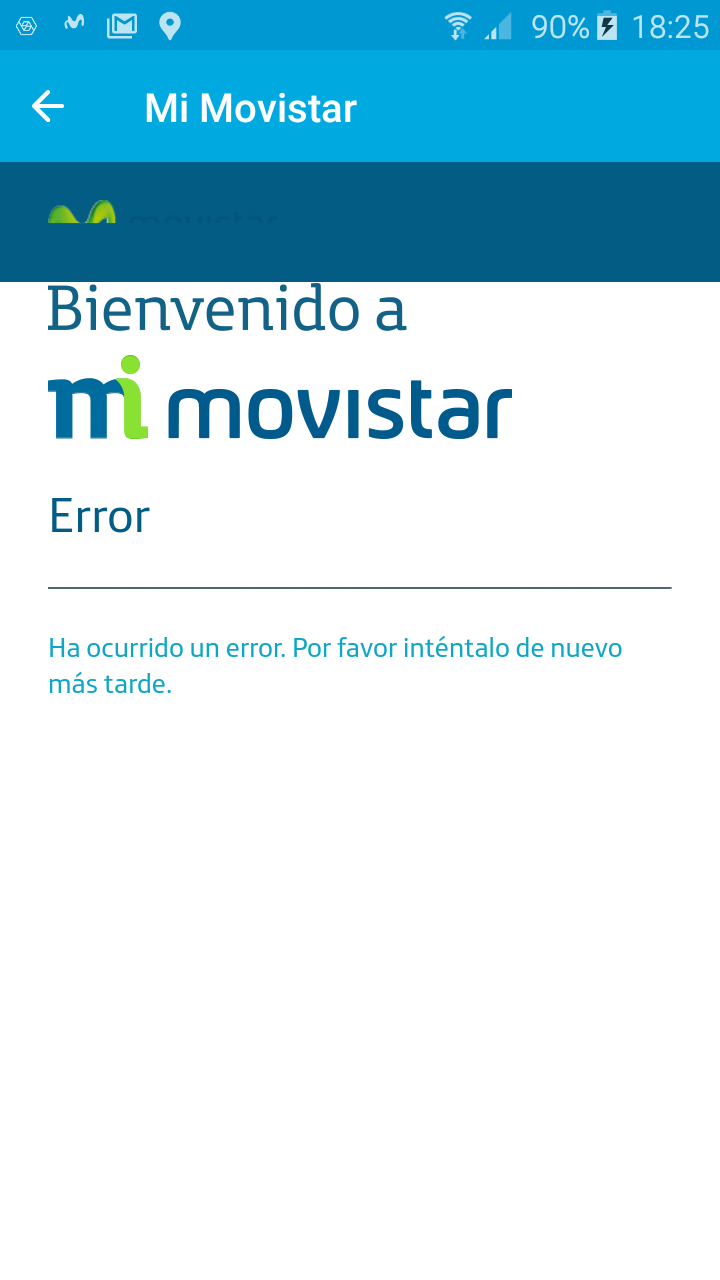 90% 18:25
Mi Movistar
movistar
Bienvenido a
mi movistar
Error
Ha ocurrido un error. Por favor inténtalo de nuevo
más tarde.